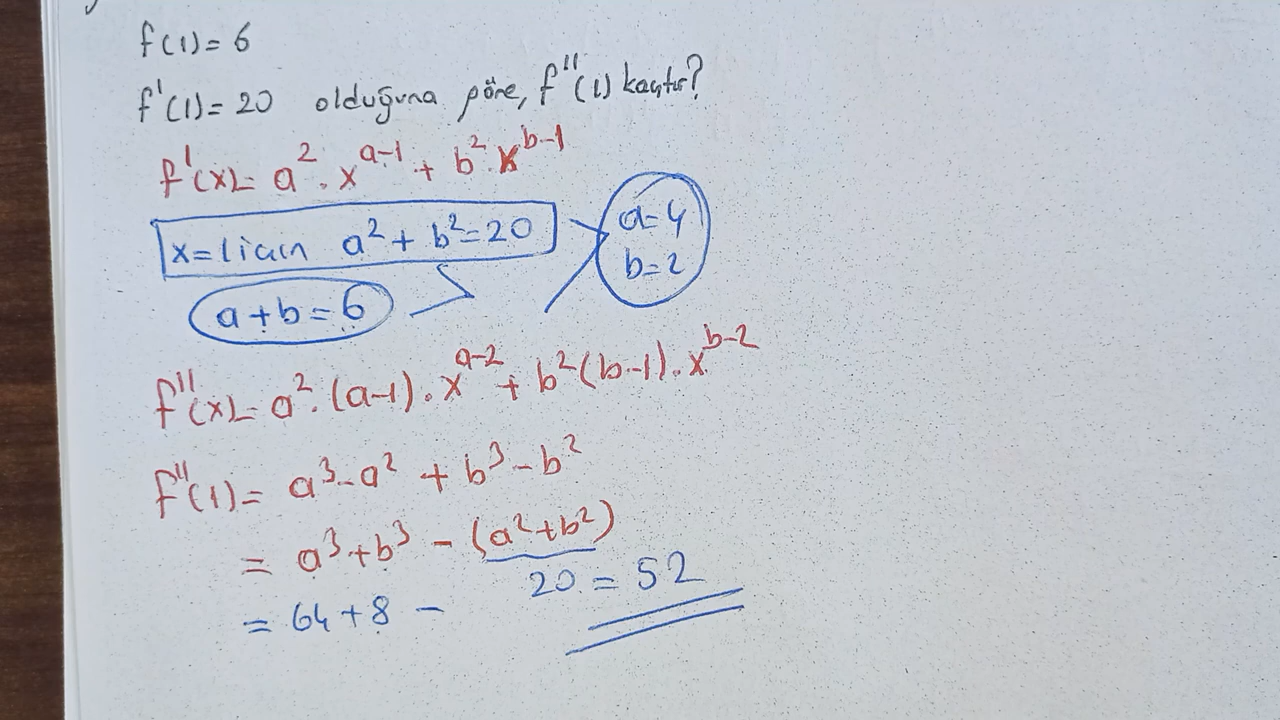 f(1)=6
f'(1)=20 olduğuna göre, f''(1) kaçtır?
f'(x)= a².x^(a-1) + b².x^(b-1)
x=1 için a²+b²=20
a=4
b=2
a+b=6
f''(x)= a².(a-1).x^(a-2) + b²(b-1).x^(b-2)
f''(1)= a³-a² + b³-b²
= a³+b³ - (a²+b²)
= 64+8 - 20 = 52